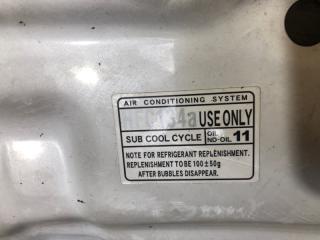 AIR CONDITIONING SYSTEM
HFC134a USE ONLY
SUB COOL CYCLE OIL ND-OIL 11
NOTE FOR REFRIGERANT REPLENISHMENT.
REPLENISHMENT TO BE 100±50g
AFTER BUBBLES DISAPPEAR.